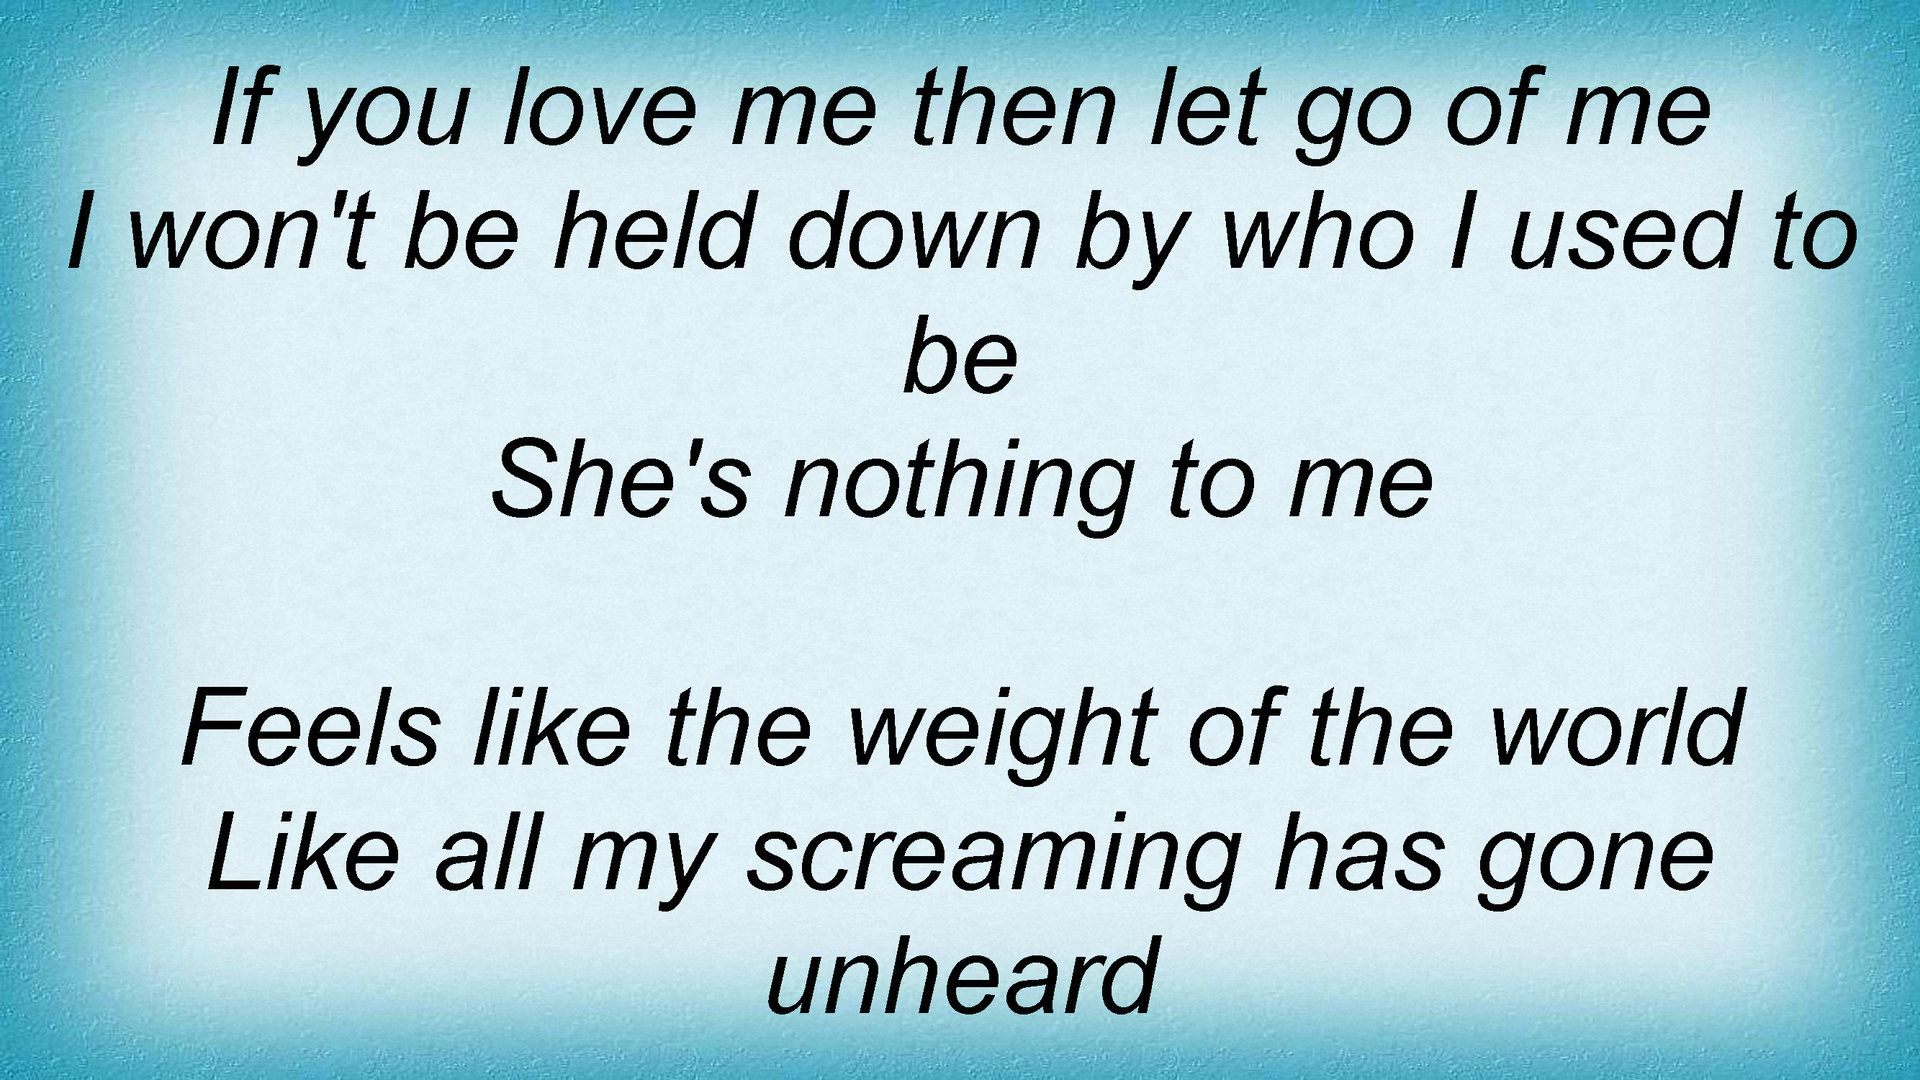 If you love me then let go of me
I won't be held down by who I used to
be
She's nothing to me
Feels like the weight of the world
Like all my screaming has gone
unheard